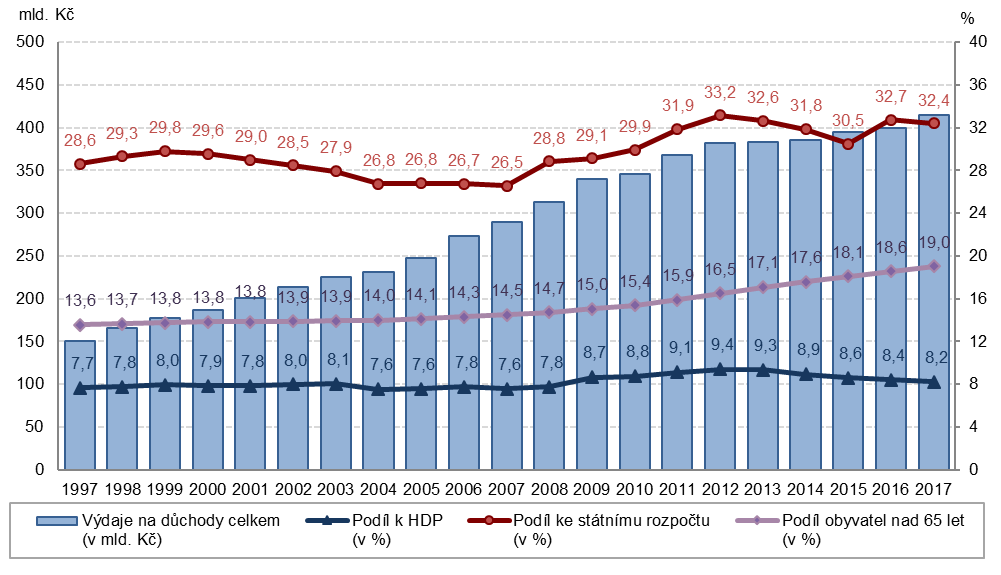 mld. Kč
%
500
450
400
350
300
250
200
150
100
50
0
40
36
32
28
24
20
16
12
8
4
0
28,6 29,3 29,8 29,6 29,0 28,5 27,9 26,8 26,8 26,7 26,5 28,8 29,1 29,9 31,9 33,2 32,6 31,8 30,5 32,7 32,4
13,6 13,7 13,8 13,8 13,8 13,9 13,9 14,0 14,1 14,3 14,5 14,7 15,0 15,4 15,9 16,5 17,1 17,6 18,1 18,6 19,0
7,7 7,8 8,0 7,9 7,8 8,0 8,1 7,6 7,6 7,8 7,6 7,8 8,7 8,8 9,1 9,4 9,3 8,9 8,6 8,4 8,2
1997 1998 1999 2000 2001 2002 2003 2004 2005 2006 2007 2008 2009 2010 2011 2012 2013 2014 2015 2016 2017
Výdaje na důchody celkem
(v mld. Kč)
Podíl k HDP
(v %)
Podíl ke státnímu rozpočtu
(v %)
Podíl obyvatel nad 65 let
(v %)